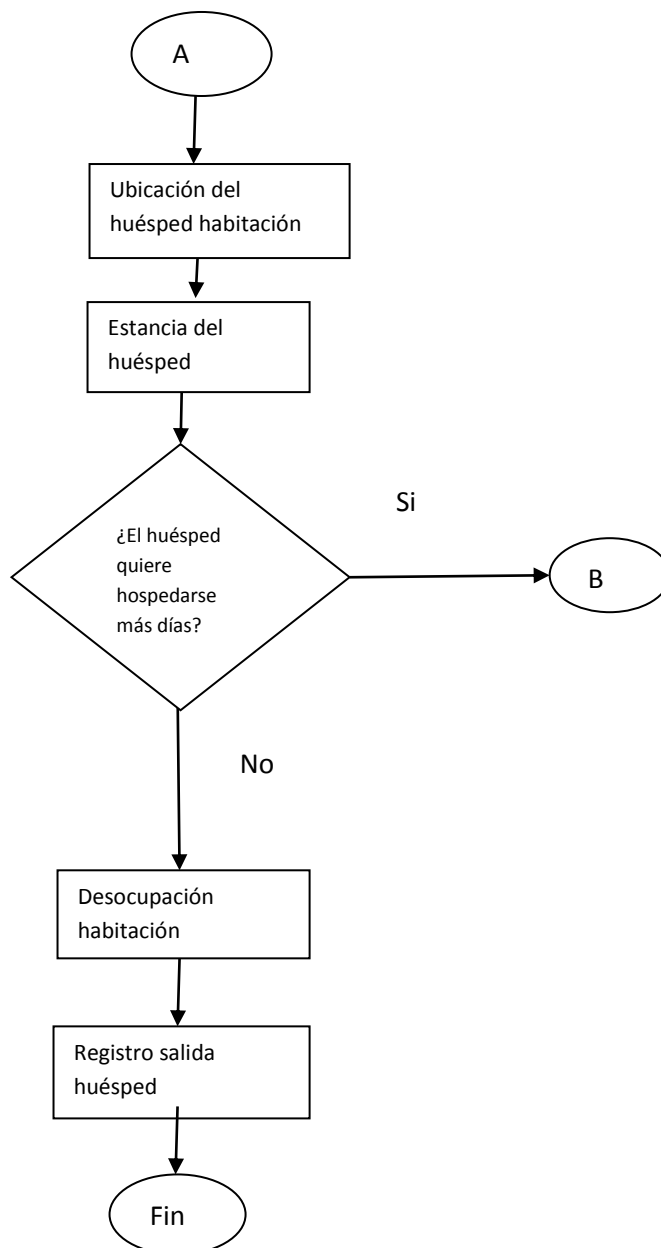 A
Ubicación del
huésped habitación
Estancia del
huésped
Si
¿El huésped
quiere
hospedarse
más días?
B
No
Desocupación
habitación
Registro salida
huésped
Fin